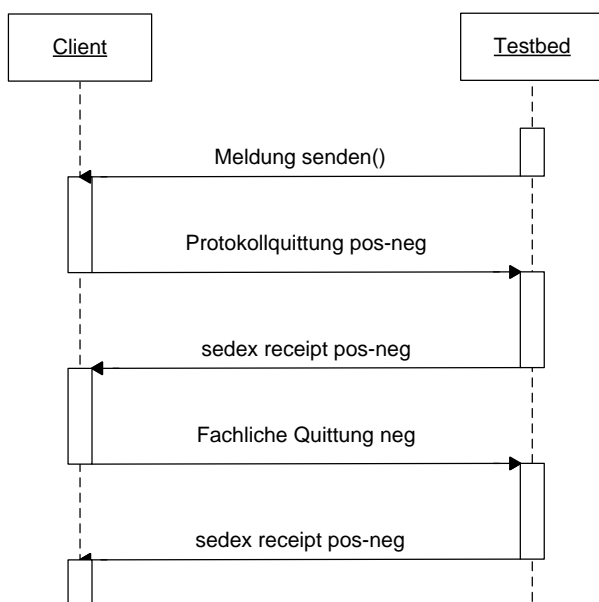 Client
Testbed
Meldung senden()
Protokollquittung pos-neg
sedex receipt pos-neg
Fachliche Quittung neg
sedex receipt pos-neg